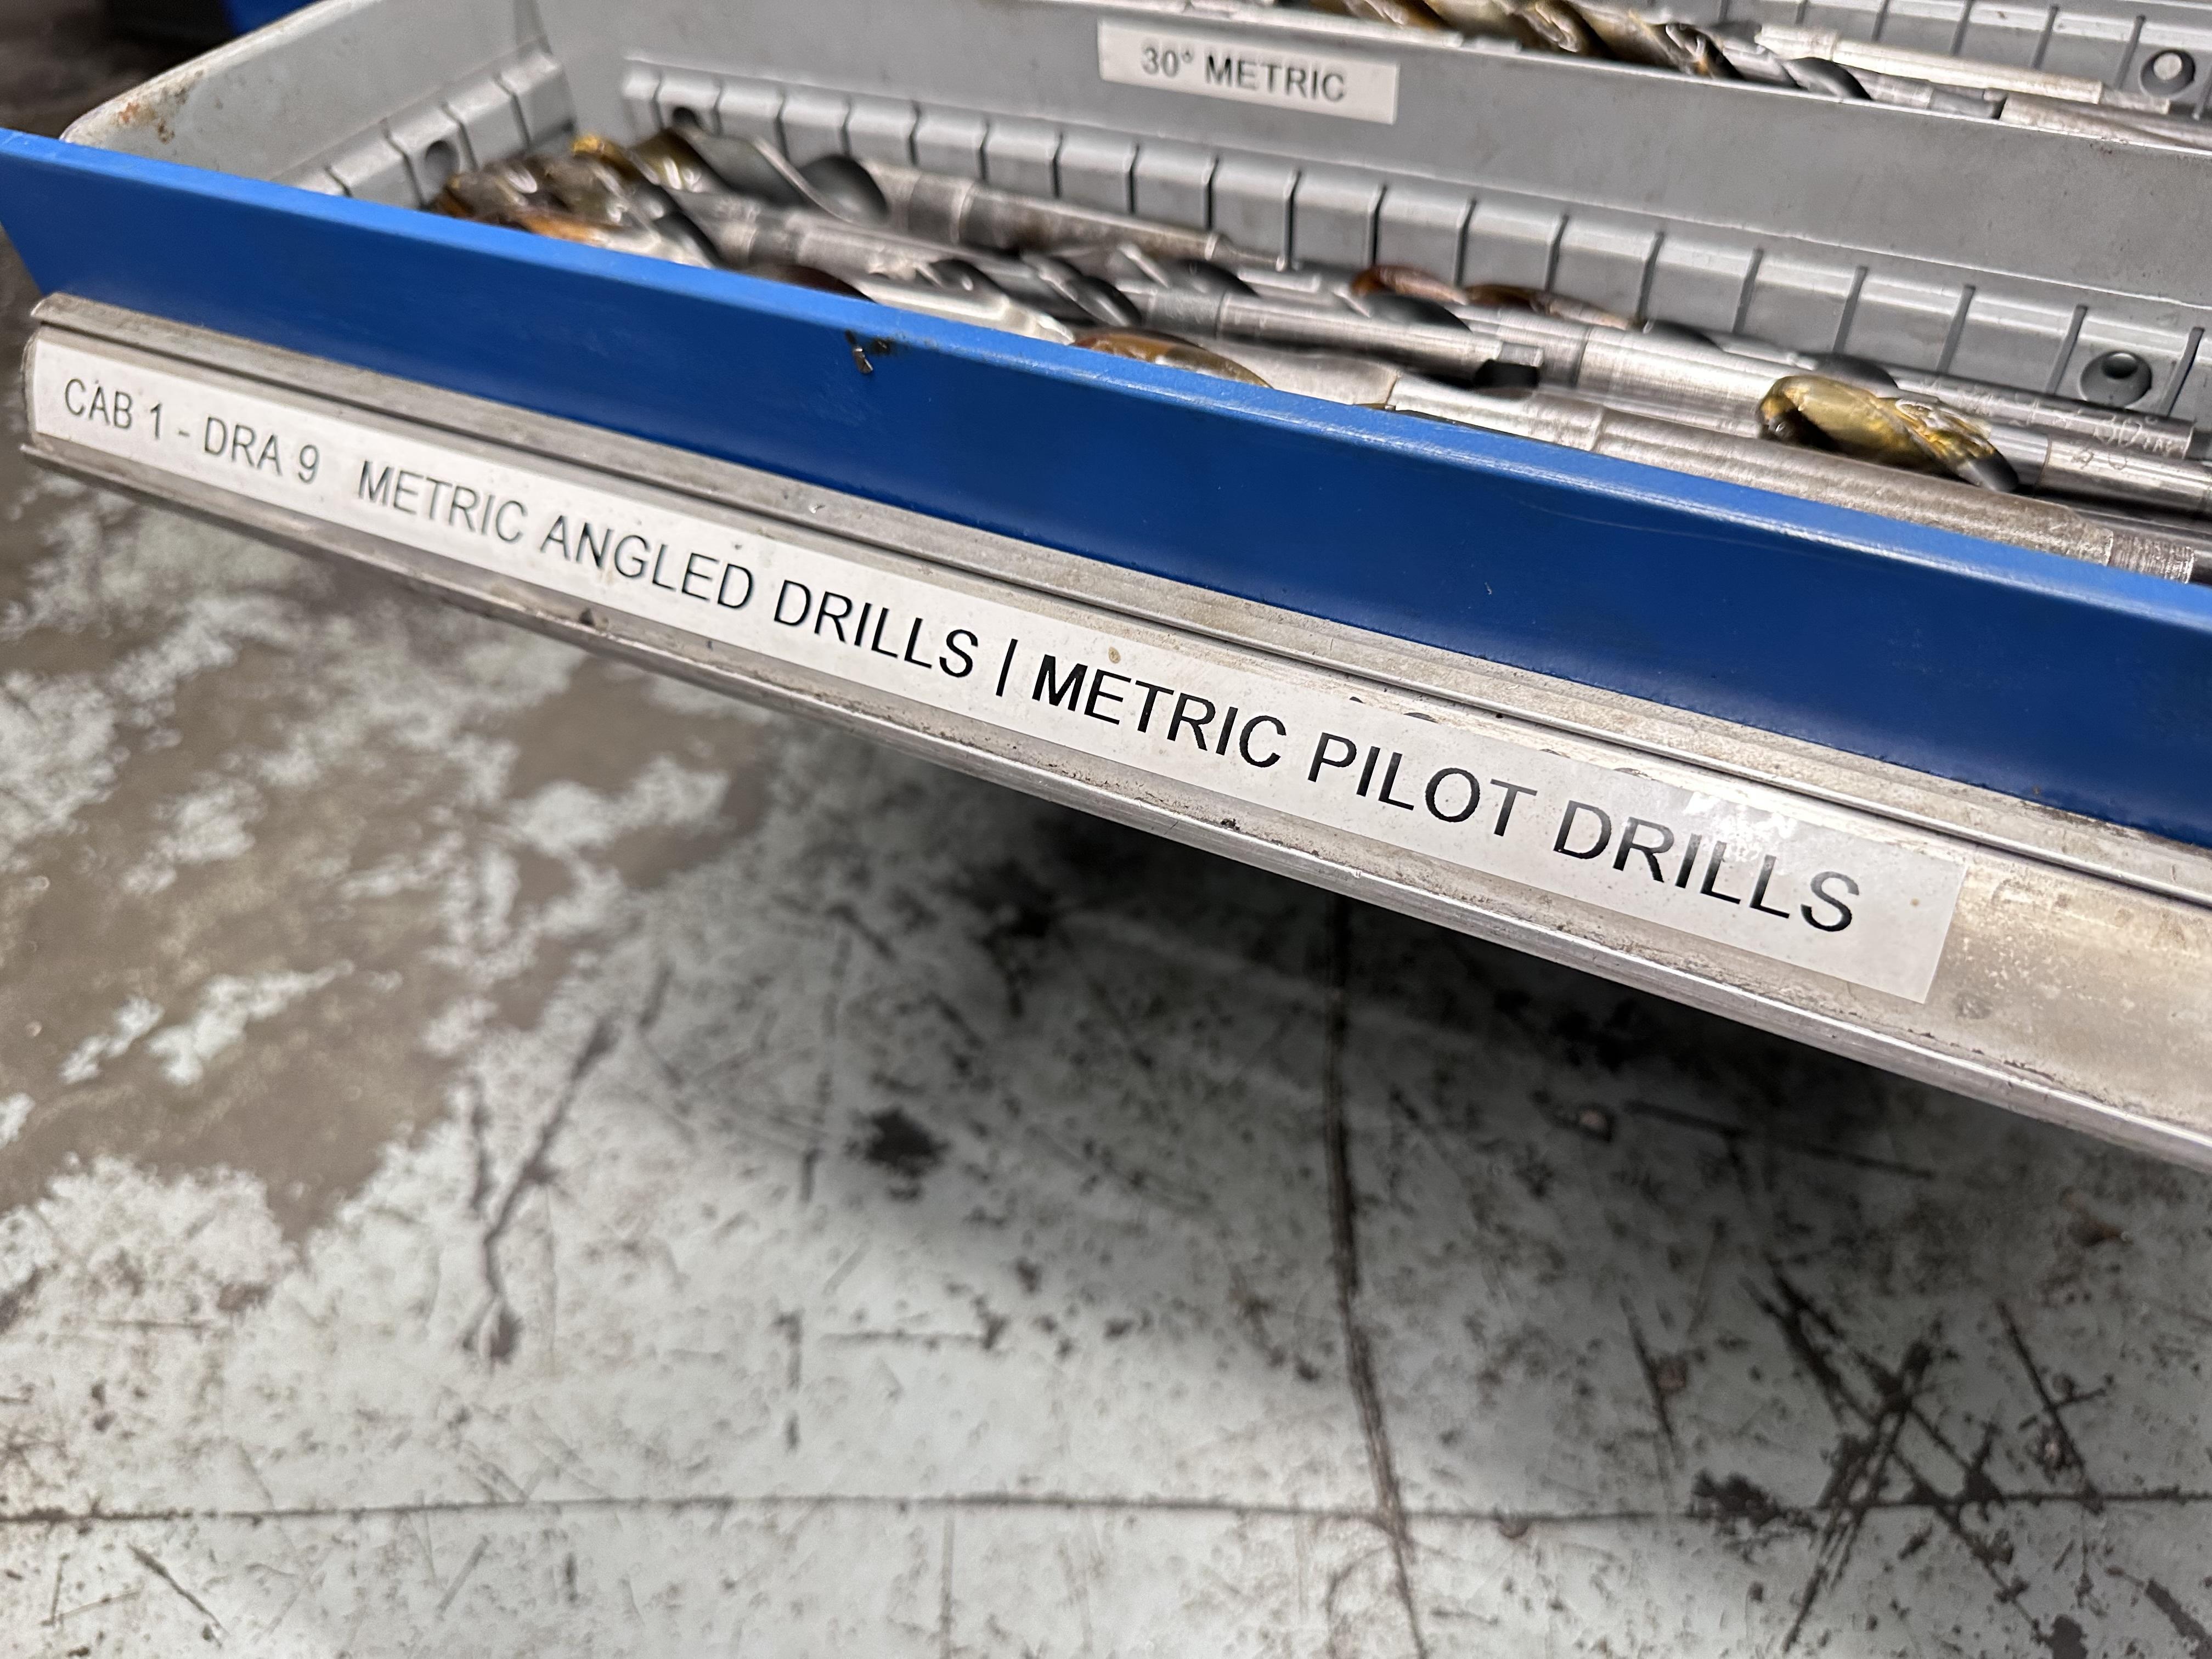 30° METRIC
CAB 1 - DRA 9 METRIC ANGLED DRILLS | METRIC PILOT DRILLS